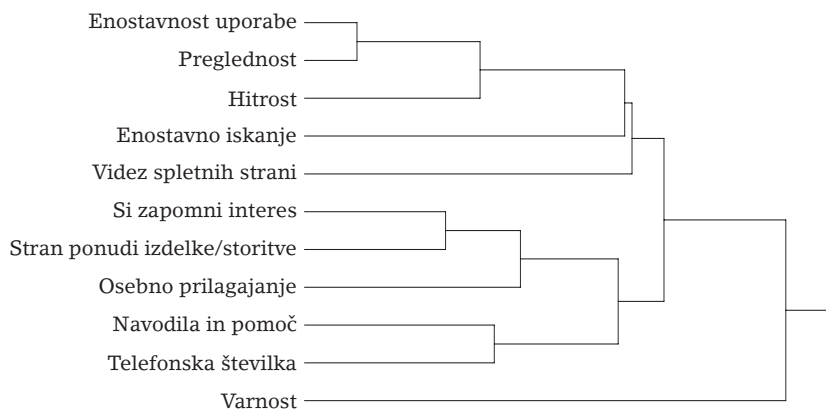 Enostavnost uporabe
Preglednost
Hitrost
Enostavno iskanje
Videz spletnih strani
Si zapomni interes
Stran ponudi izdelke/storitve
Osebno prilagajanje
Navodila in pomoč
Telefonska številka
Varnost